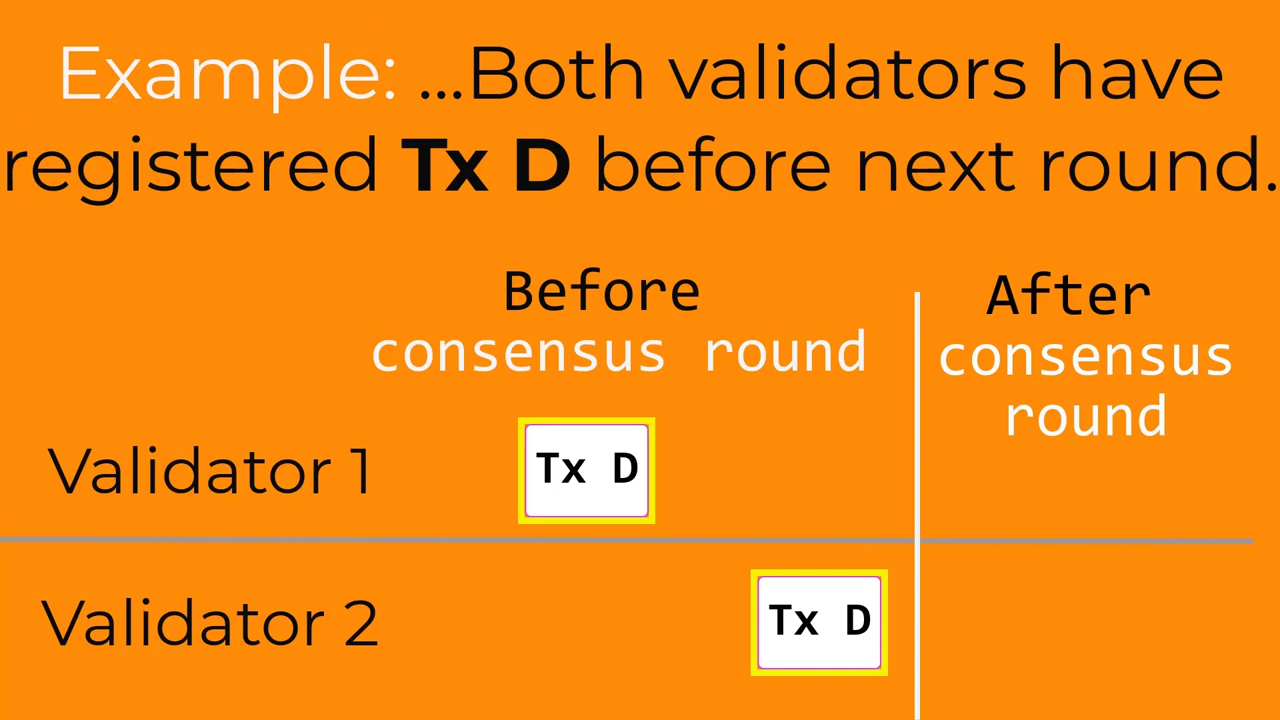 Example: ...Both validators have
registered Tx D before next round.
Before
consensus round
After
consensus
round
Validator 1
Tx D
Validator 2
Tx D